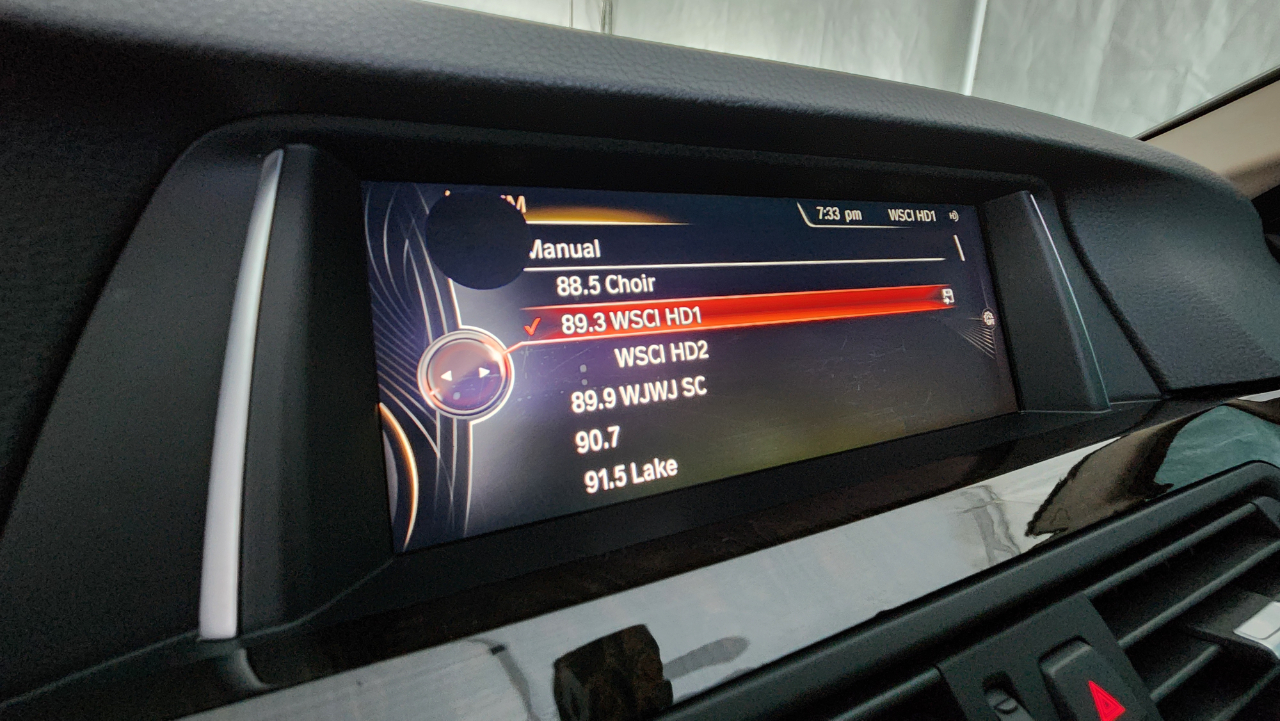 7:33 pm WSCI HD1
Manual
88.5 Choir
89.3 WSCI HD1
WSCI HD2
89.9 WJWJ SC
90.7
91.5 Lake